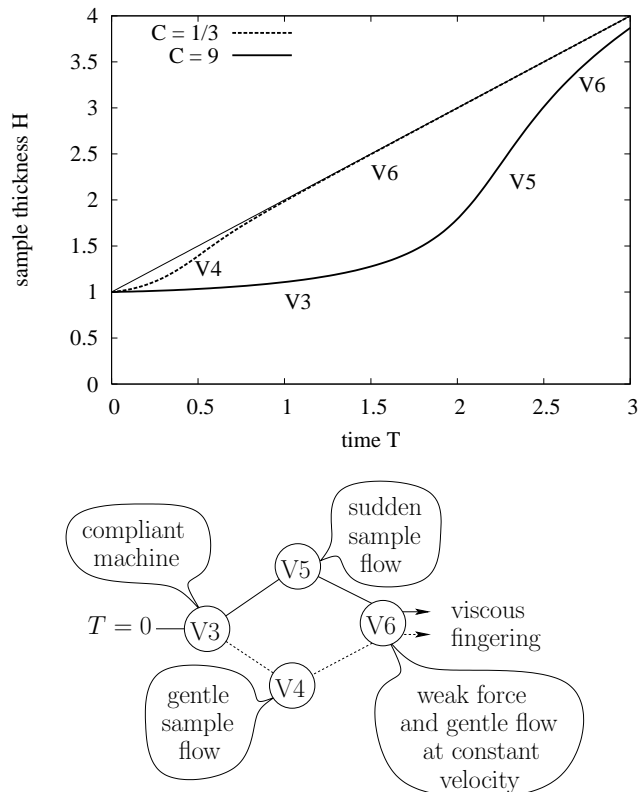 4
3.5
3
2.5
2
1.5
1
0.5
0
sample thickness H
C = 1/3
C = 9
V6
V6
V5
V4
V3
0
0.5
1
1.5
2
2.5
3
time T
compliant
machine
sudden
sample
flow
V5
T = 0
V3
V6
viscous
fingering
V4
gentle
sample
flow
weak force
and gentle flow
at constant
velocity